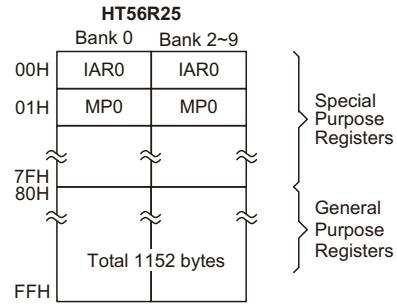 HT56R25
Bank 0 Bank 2~9
00H IAR0 IAR0
01H MP0 MP0
Special
Purpose
Registers
7FH
80H
General
Purpose
Registers
Total 1152 bytes
FFH